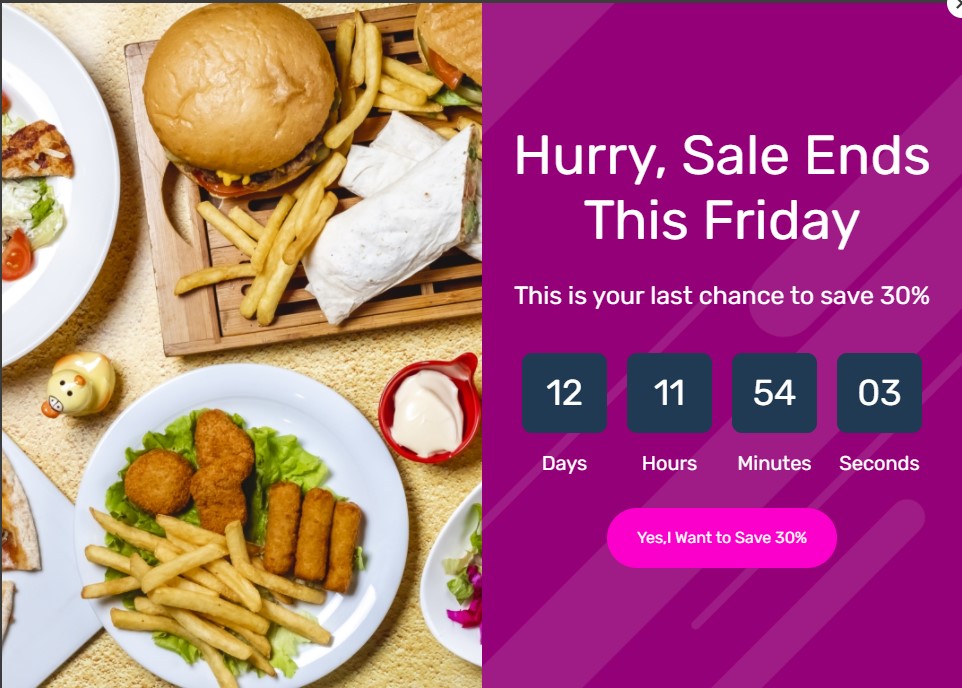 Hurry, Sale Ends
This Friday
This is your last chance to save 30%
12 11 54 03
Days Hours Minutes Seconds
Yes,I Want to Save 30%